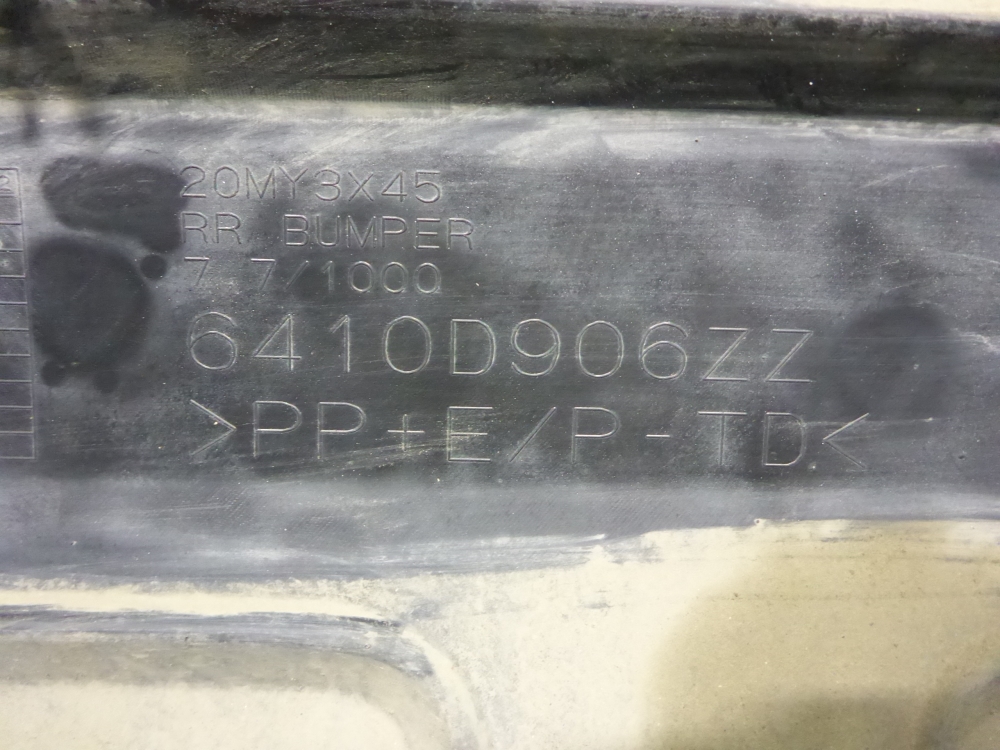 20MY3X45
RR BUMPER
7.7/1000
6410D906ZZ
>PP+E/P-TD<